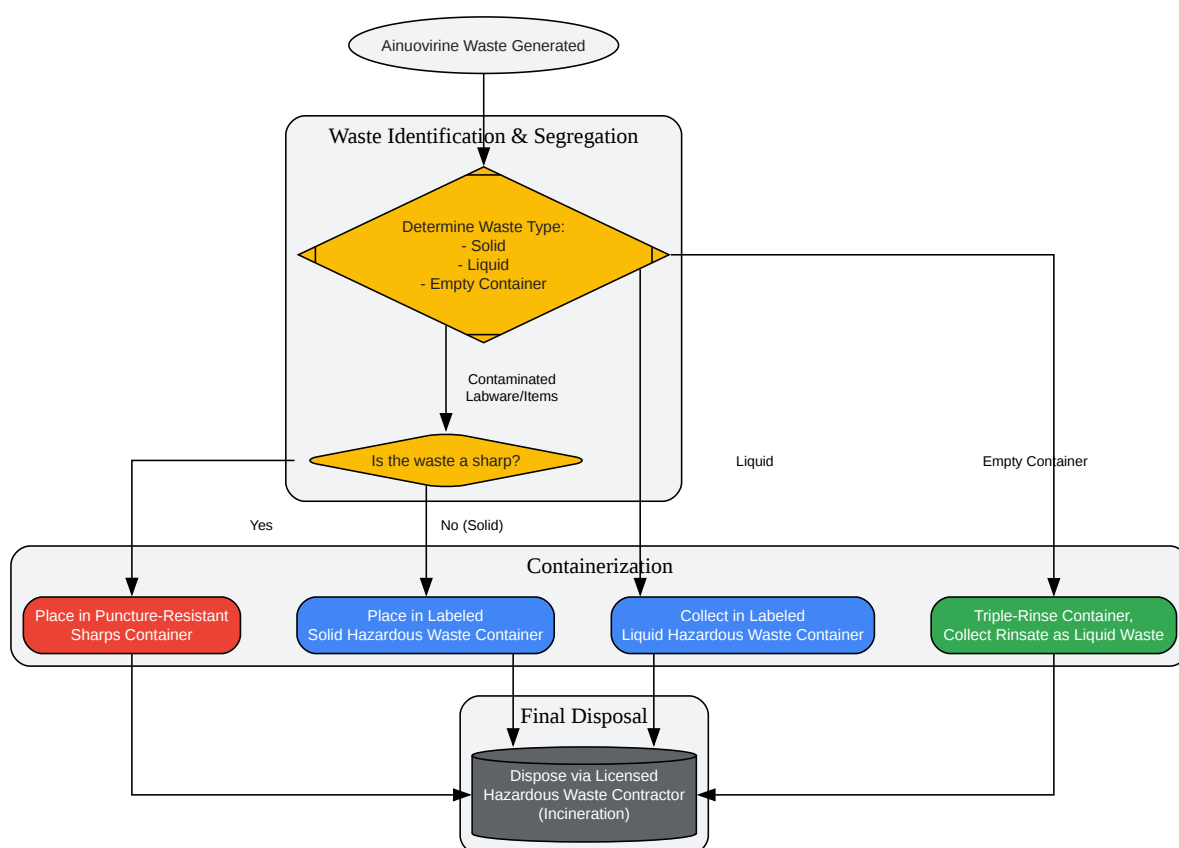 Ainuovirine Waste Generated
Waste Identification & Segregation
Determine Waste Type:
- Solid
- Liquid
- Empty Container
Contaminated
Labware/Items
Is the waste a sharp?
Liquid
Empty Container
Yes
No (Solid)
Containerization
Place in Puncture-Resistant
Sharps Container
Place in Labeled
Solid Hazardous Waste Container
Collect in Labeled
Liquid Hazardous Waste Container
Triple-Rinse Container,
Collect Rinsate as Liquid Waste
Final Disposal
Dispose via Licensed
Hazardous Waste Contractor
(Incineration)